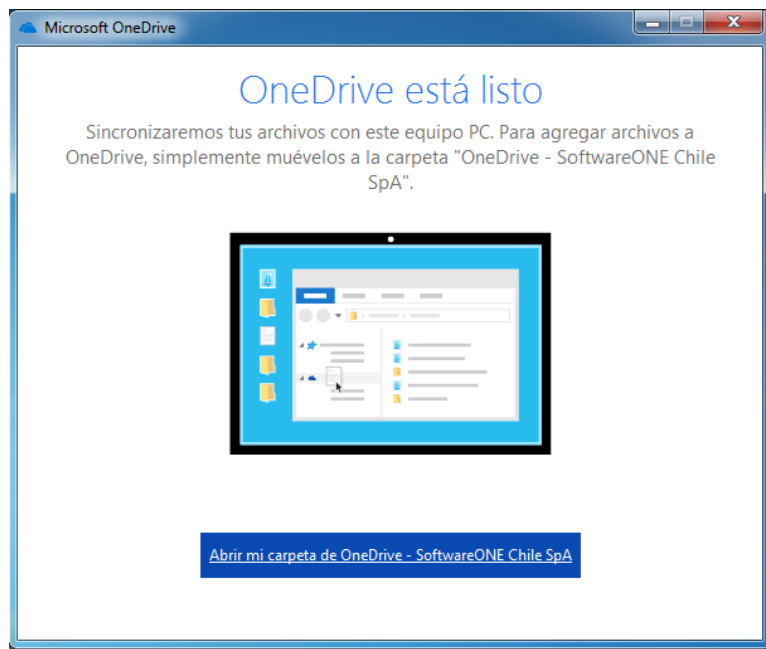 Microsoft OneDrive
OneDrive está listo
Sincronizaremos tus archivos con este equipo PC. Para agregar archivos a
OneDrive, simplemente muévelos a la carpeta "OneDrive - SoftwareONE Chile
SpA".
Abrir mi carpeta de OneDrive - SoftwareONE Chile SpA